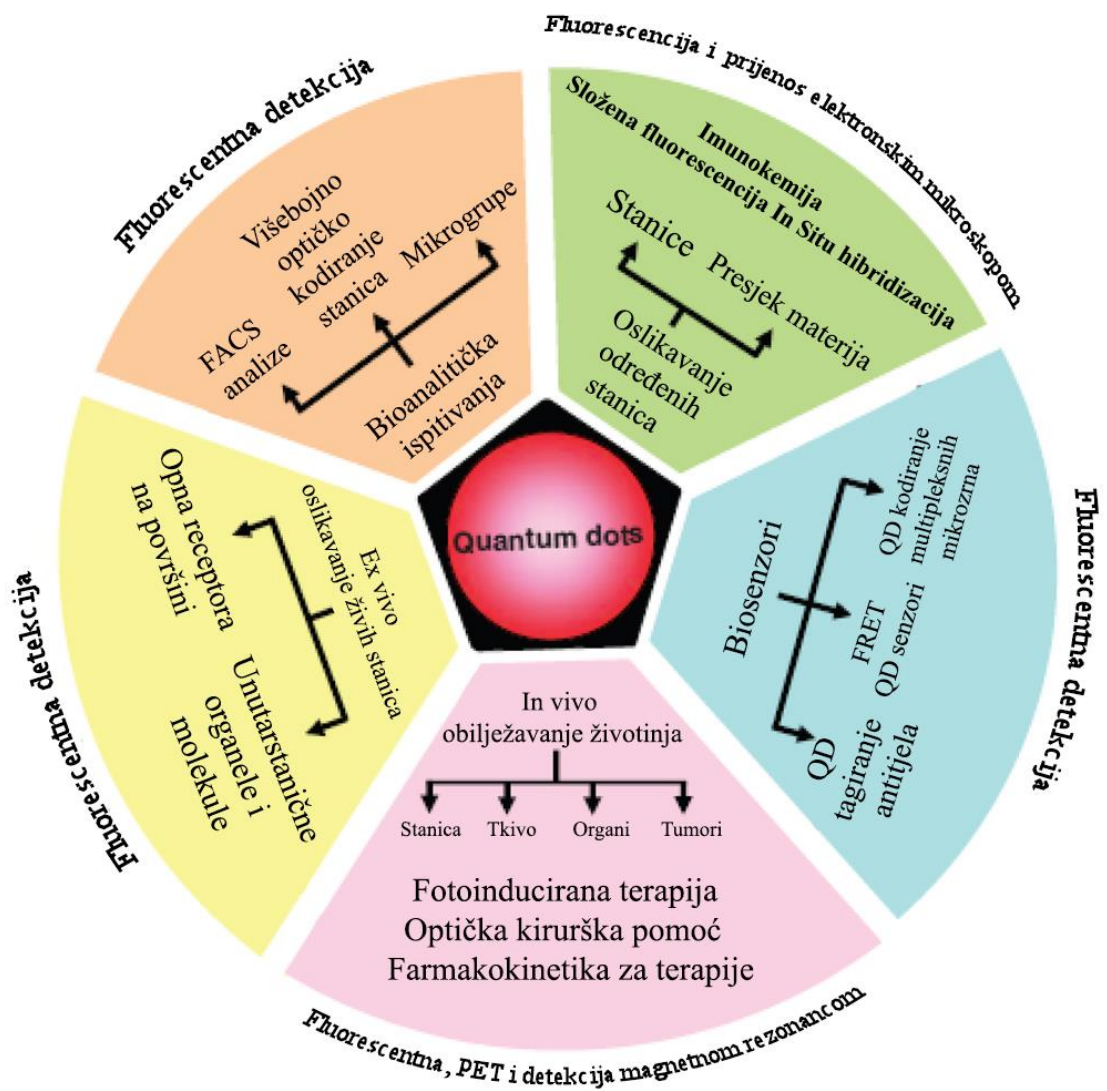 Fluorescentna detekcija
Višebojno
optičko
kodiranje
stanica
Mikrogrupe
FACS
analize
Bioanalitička
ispitivanja
Fluorescencija i prijenos elektronskim mikroskopom
Imunokemija
Složena fluorescencija In Situ hibridizacija
Stanice
Presjek materija
Oslikavanje
određenih
stanica
Fluorescentna detekcija
Biosenzori
QD kodiranje
multipleksnih
mikrozrna
FRET
QD senzori
QD
tagiranje
antitjela
Fluorescentna detekcija
Opna receptora
na površini
Ex vivo
oslikavanje živih stanica
Unutarstanične
organele i
molekule
Quantum dots
In vivo
obilježavanje životinja
Stanica Tkivo Organi Tumori
Fotoinducirana terapija
Optička kirurška pomoć
Farmakokinetika za terapije
Fluorescentna, PET i detekcija magnetnom rezonancom